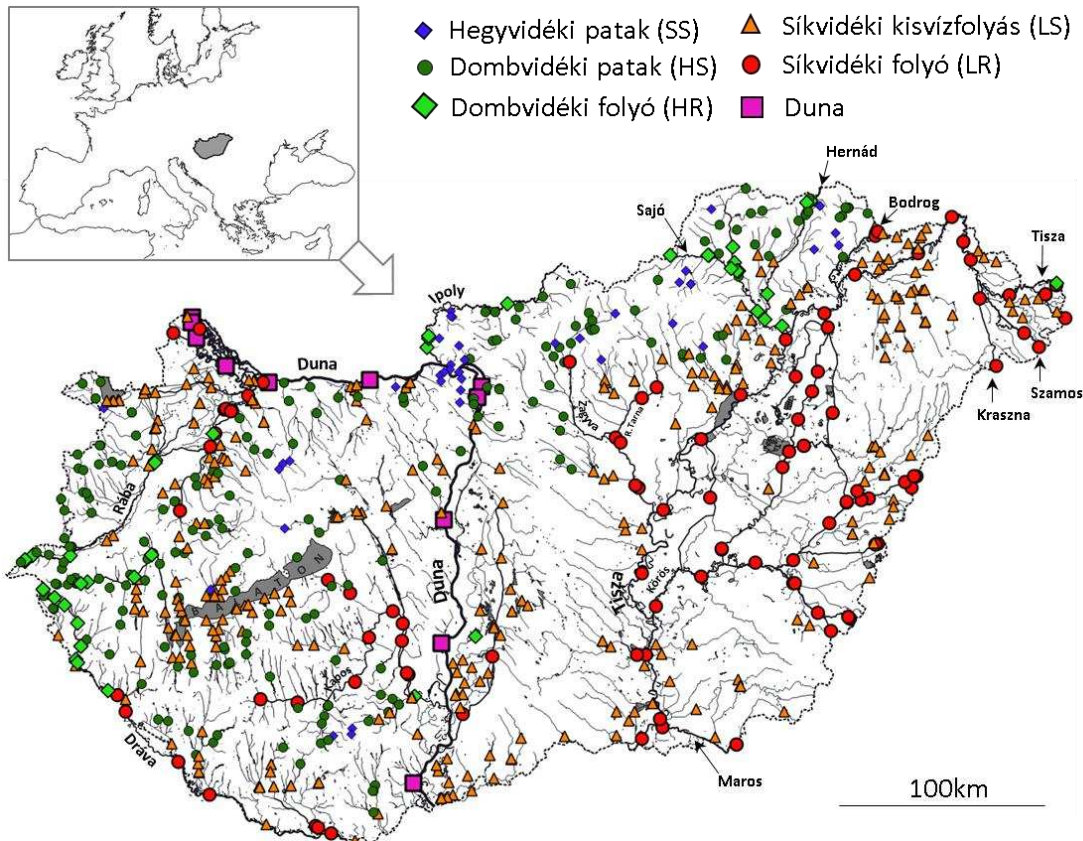 Hegyvidéki patak (SS)
Síkvidéki kisvízfolyás (LS)
Dombvidéki patak (HS)
Síkvidéki folyó (LR)
Dombvidéki folyó (HR)
Duna
Hernád
Sajó
Bodrog
Tisza
Ipoly
Duna
Szamos
Kraszna
Zagyva
R.Tarna
Rába
Duna
BALATON
Tisza
Körös
Kapos
Dráva
Maros
100km